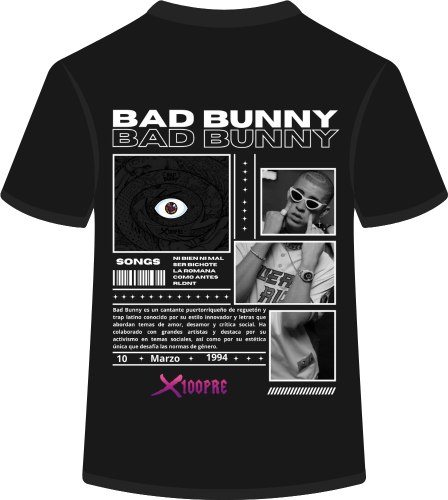 BAD BUNNY
BAD BUNNY
SONGS
NI BIEN NI MAL
SER BICHOTE
LA ROMANA
COMO ANTES
RLDNT
Bad Bunny es un cantante puertorriqueño de reguetón y
trap latino conocido por su estilo innovador y letras que
abordan temas de amor, desamor y crítica social. Ha
colaborado con grandes artistas y destaca por su
activismo en temas sociales, así como por su estética
única que desafía las normas de género.
10 Marzo 1994
X100PRE